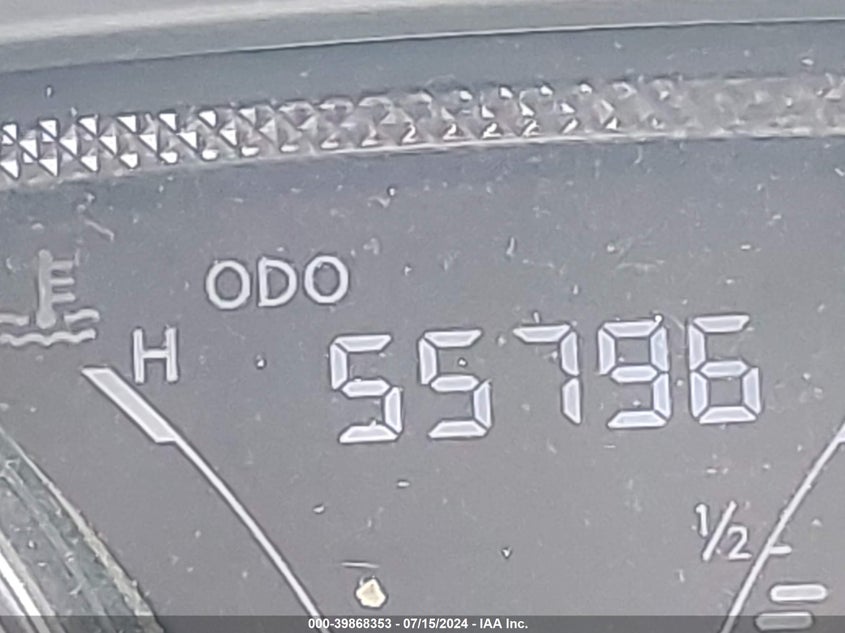 ODO
H
55796
1/2
000-39868353 - 07/15/2024 - IAA Inc.